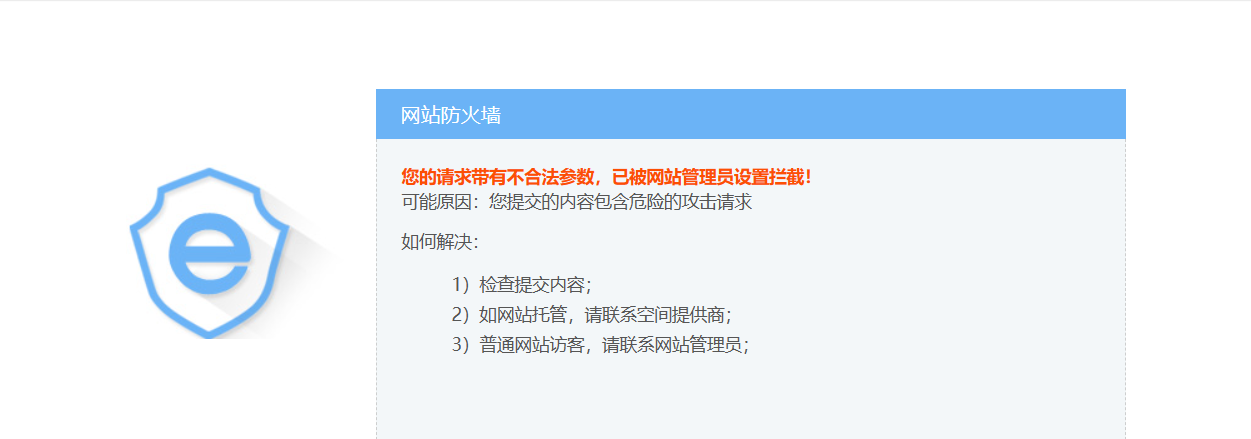 网站防火墙
您的请求带有不合法参数，已被网站管理员设置拦截！
可能原因：您提交的内容包含危险的攻击请求
如何解决：
1）检查提交内容；
2）如网站托管，请联系空间提供商；
3）普通网站访客，请联系网站管理员；
e